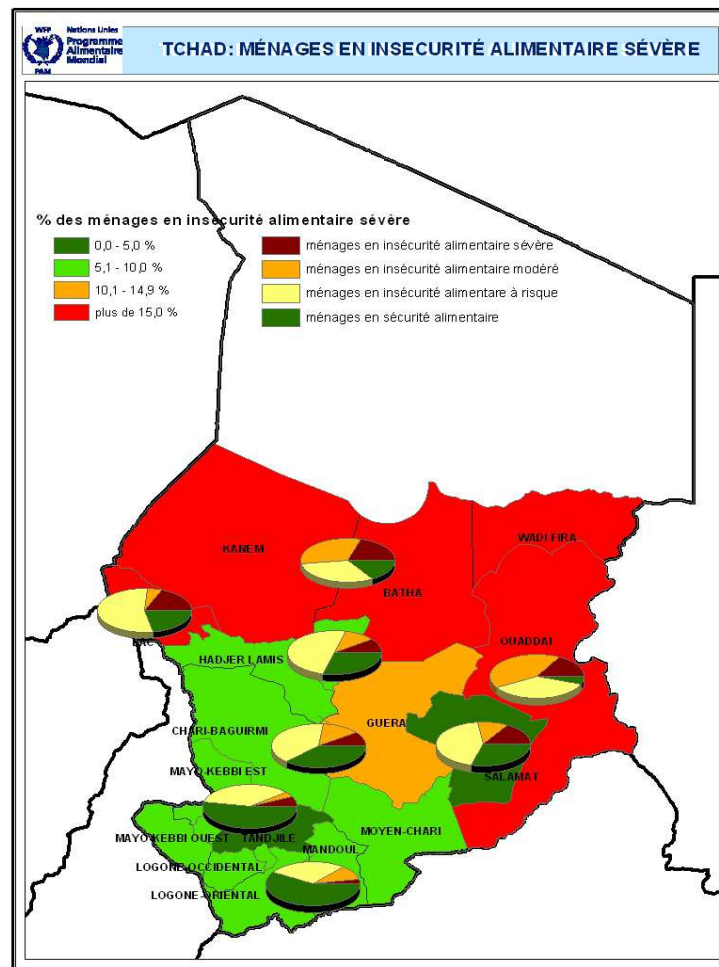 WFP
PAM
Nations Unies
Programme
Alimentaire
Mondial
TCHAD: MÉNAGES EN INSÉCURITÉ ALIMENTAIRE SÉVÈRE
% des ménages en insécurité alimentaire sévère
0,0 - 5,0 %
5,1 - 10,0 %
10,1 - 14,9 %
plus de 15,0 %
ménages en insécurité alimentaire sévère
ménages en insécurité alimentaire modéré
ménages en insécurité alimentare à risque
ménages en sécurité alimentaire
KANEM
WADI FIRA
BATHA
LAC
OUADDAI
HADJER LAMIS
GUERA
CHARI-BAGUIRMI
MAYO-KEBBI EST
SALAMAT
MAYO-KEBBI OUEST
TANDJILE
MOYEN-CHARI
MANDOUL
LOGONE-OCCIDENTAL
LOGONE-ORIENTAL